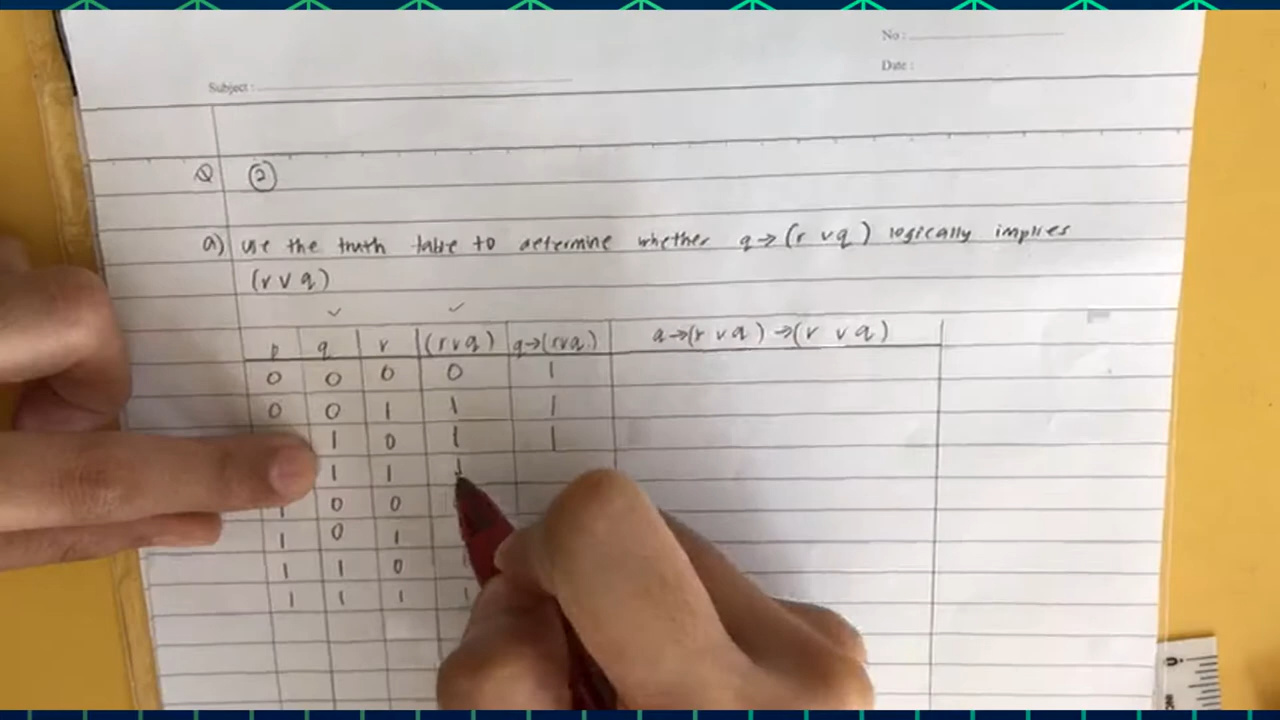 No :
Date :
Subject :
Q ②
a) use the truth table to determine whether q→(r ∨q) logically implies
(r ∨ q)
✓ ✓
p q r (r∨q) q→(r∨q) q→(r ∨q) →(r ∨ q)
0 0 0 0 1
0 0 1 1 1
1 0 1 1
1 1 1
1 0 0
1 0 1
1 1 0
1 1 1 1